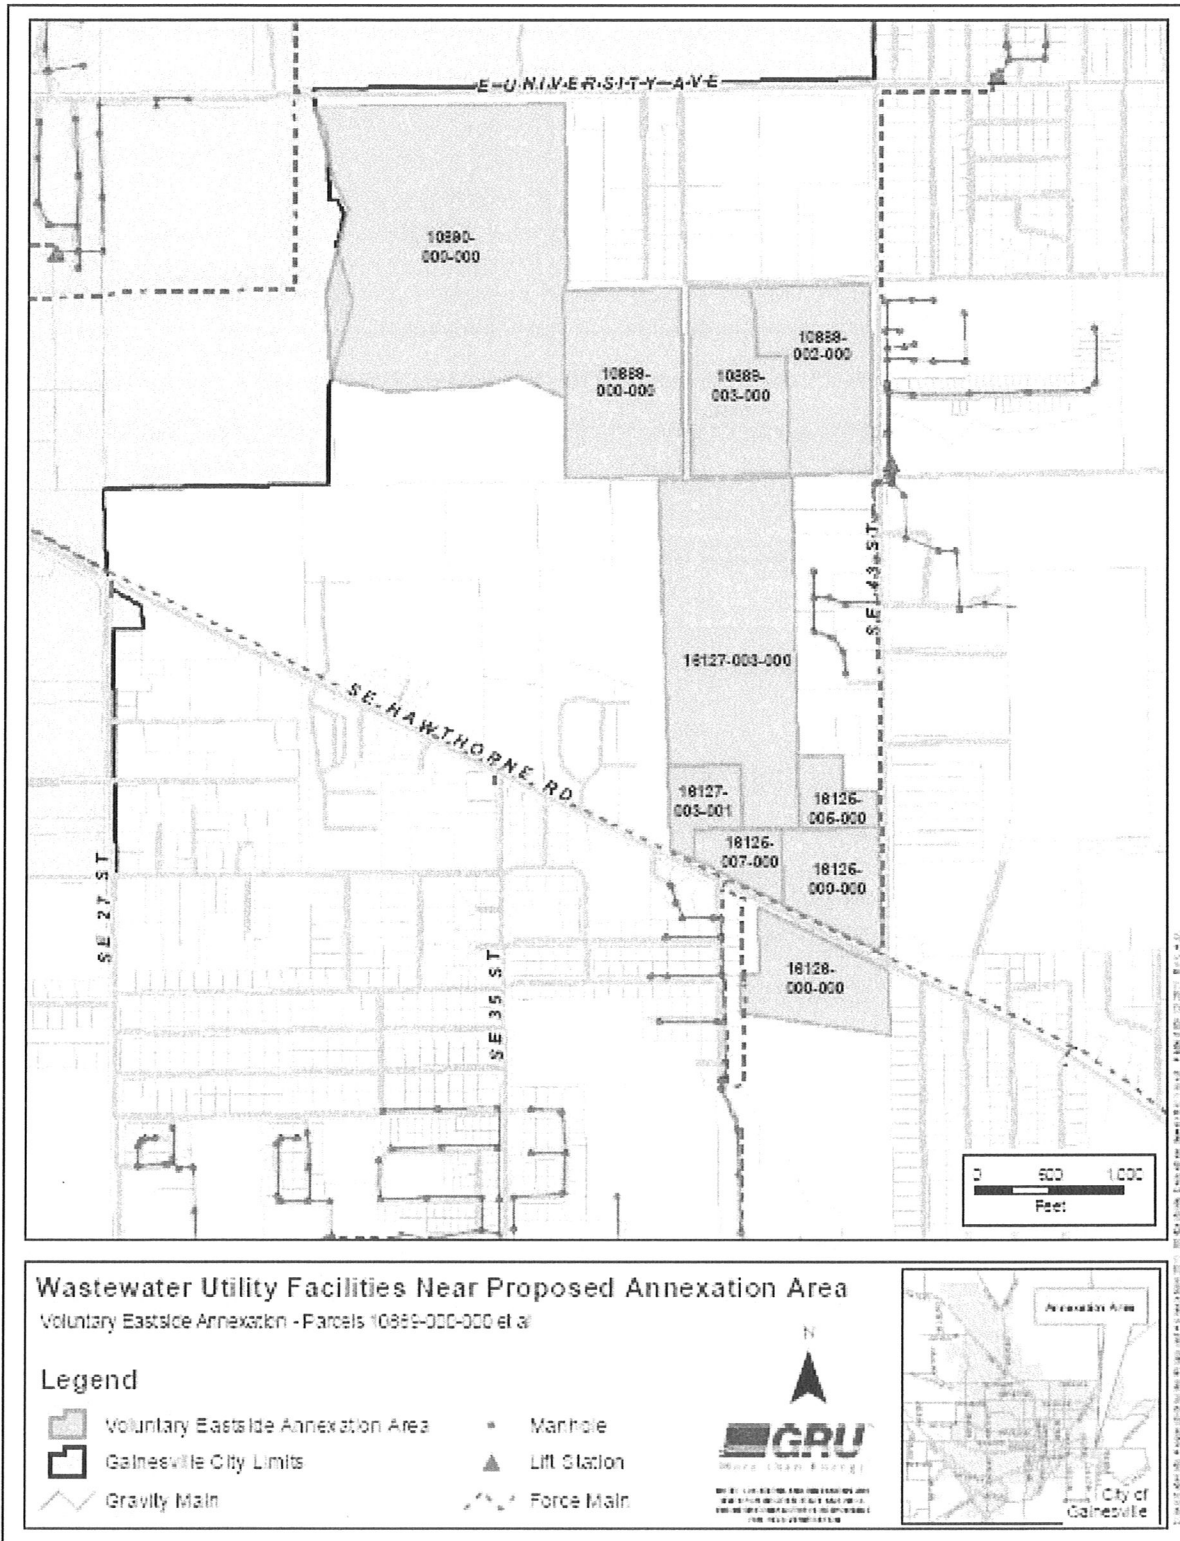 E UNIVERSITY AVE
10890-
000-000
10889-
002-000
10889-
000-000
10889-
003-000
SE 43 ST
16127-003-000
SE HAWTHORNE RD
16127-
003-001
16126-
006-000
16126-
007-000
16126-
000-000
SE 27 ST
SE 35 ST
16128-
000-000
0 500 1,000
Feet
Wastewater Utility Facilities Near Proposed Annexation Area
Voluntary Eastside Annexation - Parcels 10889-000-000 et al
N
Annexation Area
Legend
Voluntary Eastside Annexation Area
Manhole
Gainesville City Limits
Lift Station
Gravity Main
Force Main
GRU
More than Energy
City of
Gainesville